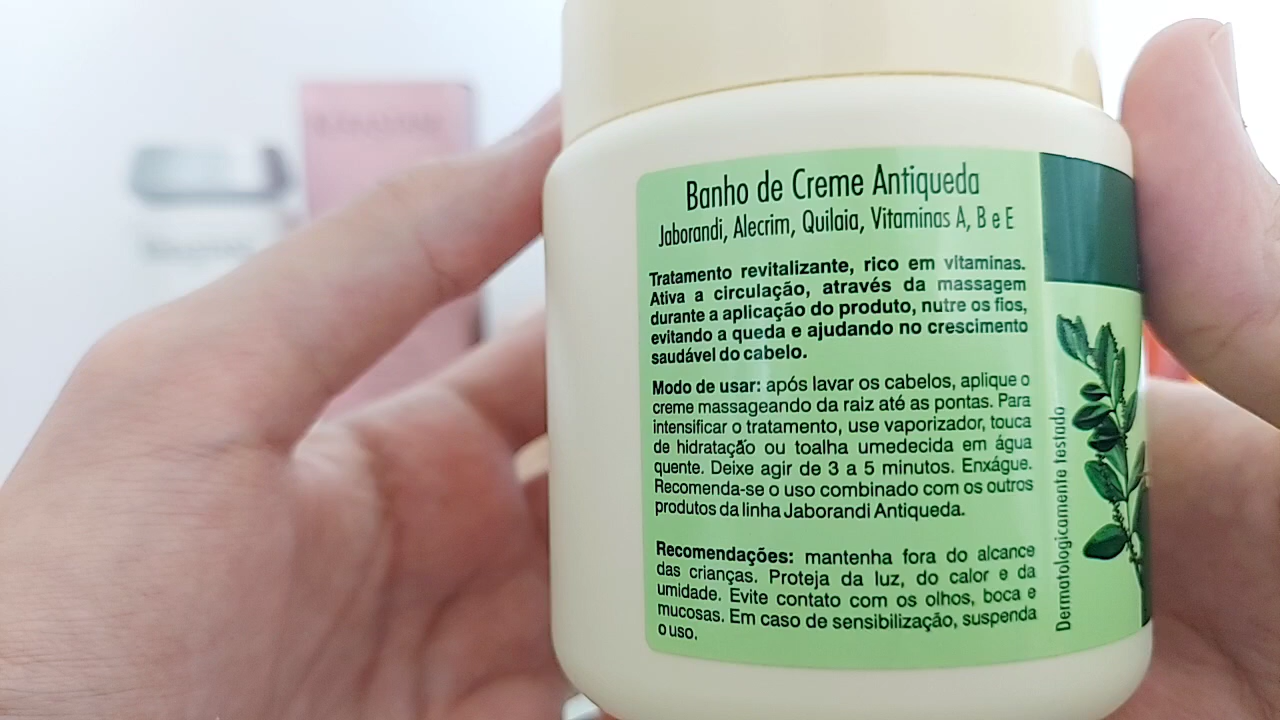 Banho de Creme Antiqueda
Jaborandi, Alecrim, Quilaia, Vitaminas A, B e E
Tratamento revitalizante, rico em vitaminas.
Ativa a circulação, através da massagem
durante a aplicação do produto, nutre os fios,
evitando a queda e ajudando no crescimento
saudável do cabelo.
Modo de usar: após lavar os cabelos, aplique o
creme massageando da raiz até as pontas. Para
intensificar o tratamento, use vaporizador, touca
de hidratação ou toalha umedecida em água
quente. Deixe agir de 3 a 5 minutos. Enxágue.
Recomenda-se o uso combinado com os outros
produtos da linha Jaborandi Antiqueda.
Recomendações: mantenha fora do alcance
das crianças. Proteja da luz, do calor e da
umidade. Evite contato com os olhos, boca e
mucosas. Em caso de sensibilização, suspenda
o uso.
Dermatologicamente testado